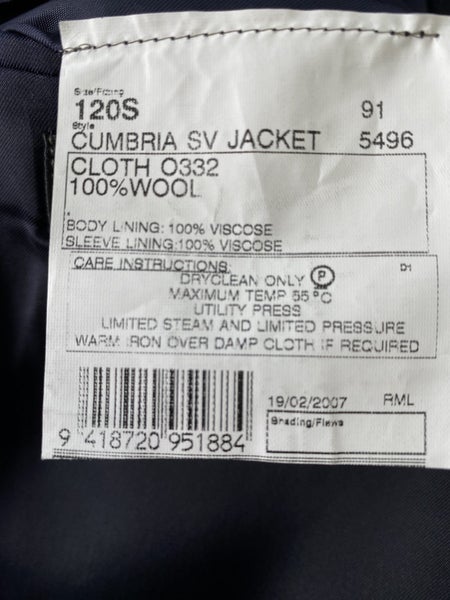 Size/Fitting
120S 91
Style
CUMBRIA SV JACKET 5496
CLOTH 0332
100%WOOL
BODY LINING: 100% VISCOSE
SLEEVE LINING:100% VISCOSE
CARE INSTRUCTIONS D1
DRYCLEAN ONLY P
MAXIMUM TEMP 55°C
UTILITY PRESS
LIMITED STEAM AND LIMITED PRESSURE
WARM IRON OVER DAMP CLOTH IF REQUIRED
19/02/2007 RML
Grading/Flaws
9 418720 951884